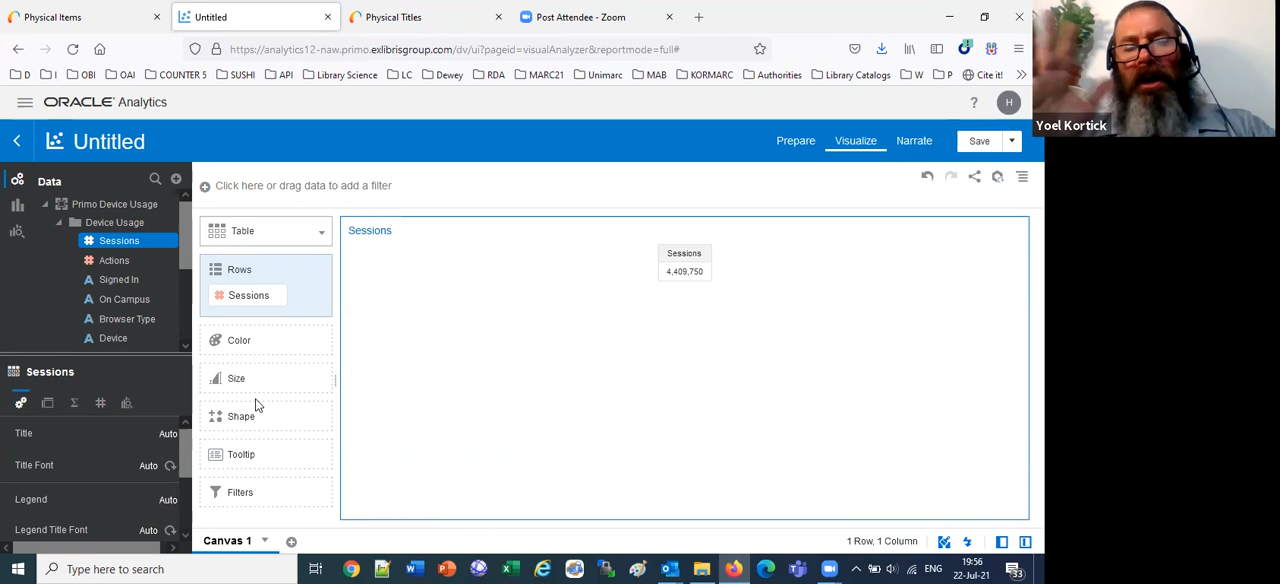 Physical Items
Untitled
Physical Titles
Post Attendee - Zoom
https://analytics12-naw.primo.exlibrisgroup.com/dv/ui?pageid=visualAnalyzer&reportmode=full#
D
I
OBI
OAI
COUNTER 5
SUSHI
API
Library Science
LC
Dewey
RDA
MARC21
Unimarc
MAB
KORMARC
Authorities
Library Catalogs
W
P
Cite it!
Yoel Kortick
ORACLE Analytics
?
H
Untitled
Prepare
Visualize
Narrate
Save
Data
Primo Device Usage
Device Usage
Sessions
Actions
Signed In
On Campus
Browser Type
Device
Click here or drag data to add a filter
Table
Rows
Sessions
Color
Size
Shape
Tooltip
Filters
Sessions
Sessions
4,409,750
Sessions
Title Auto
Title Font Auto
Legend Auto
Legend Title Font Auto
Canvas 1
1 Row, 1 Column
Type here to search
ENG
19:56
22-Jul-21
33